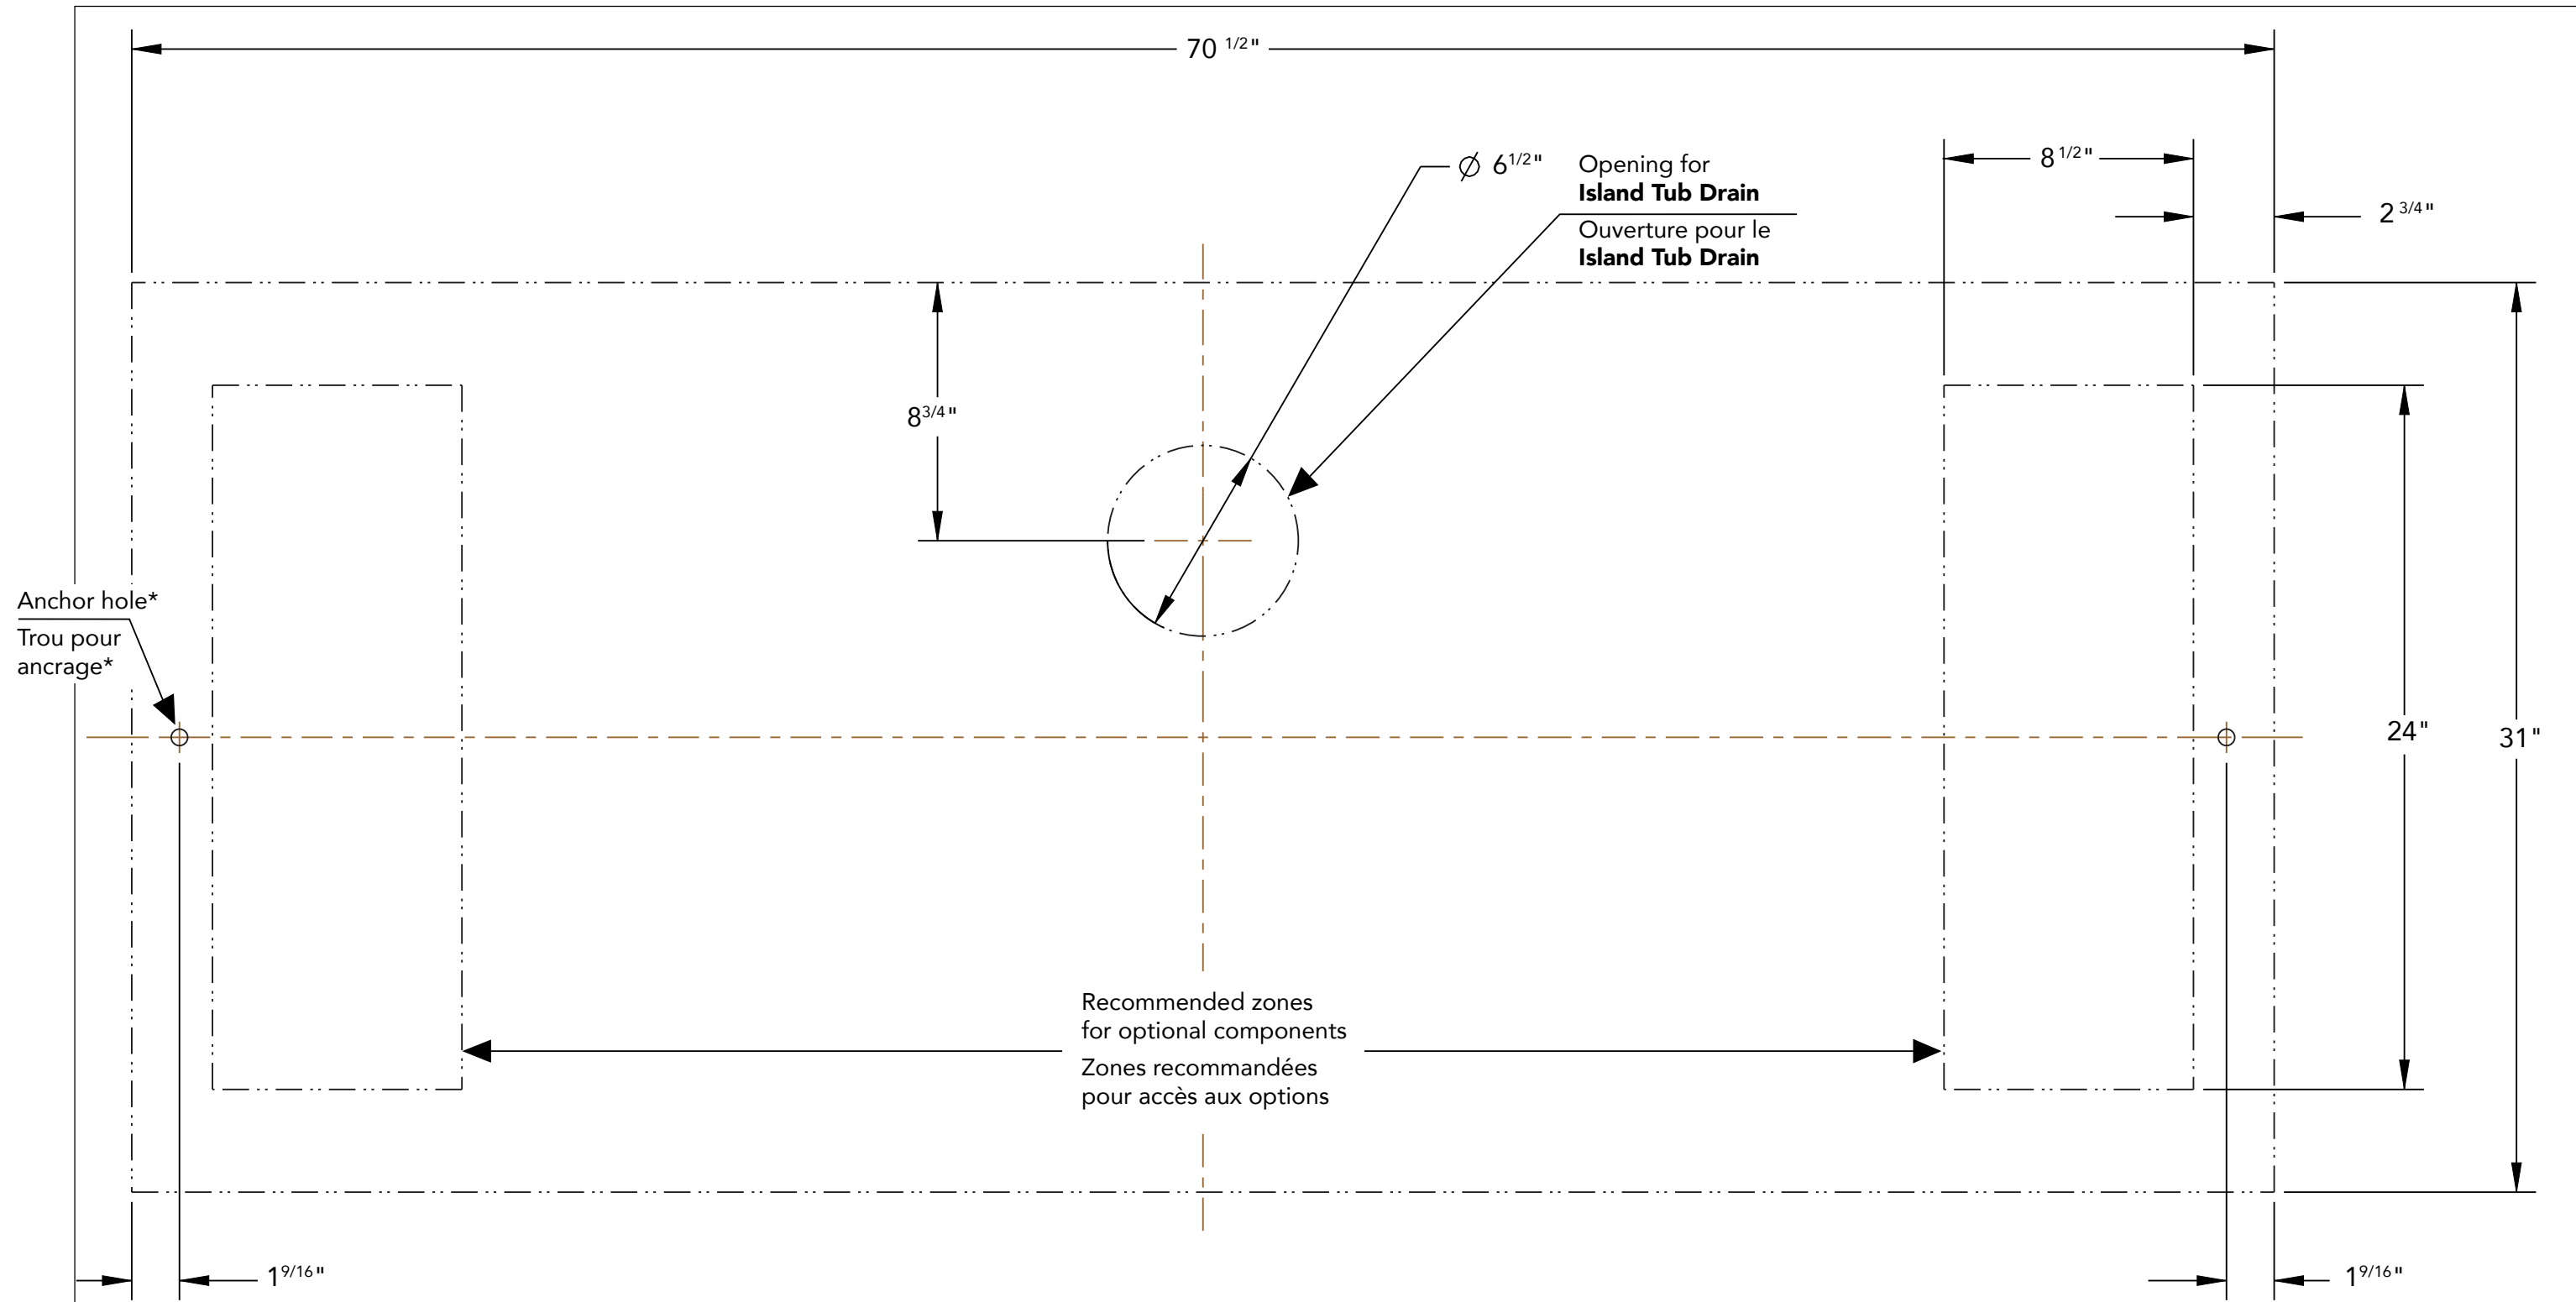 70 1/2"
Ø 6 1/2"
Opening for
Island Tub Drain
Ouverture pour le
Island Tub Drain
8 1/2"
2 3/4"
8 3/4"
Anchor hole*
Trou pour
ancrage*
24"
31"
Recommended zones
for optional components
Zones recommandées
pour accès aux options
1 9/16"
1 9/16"